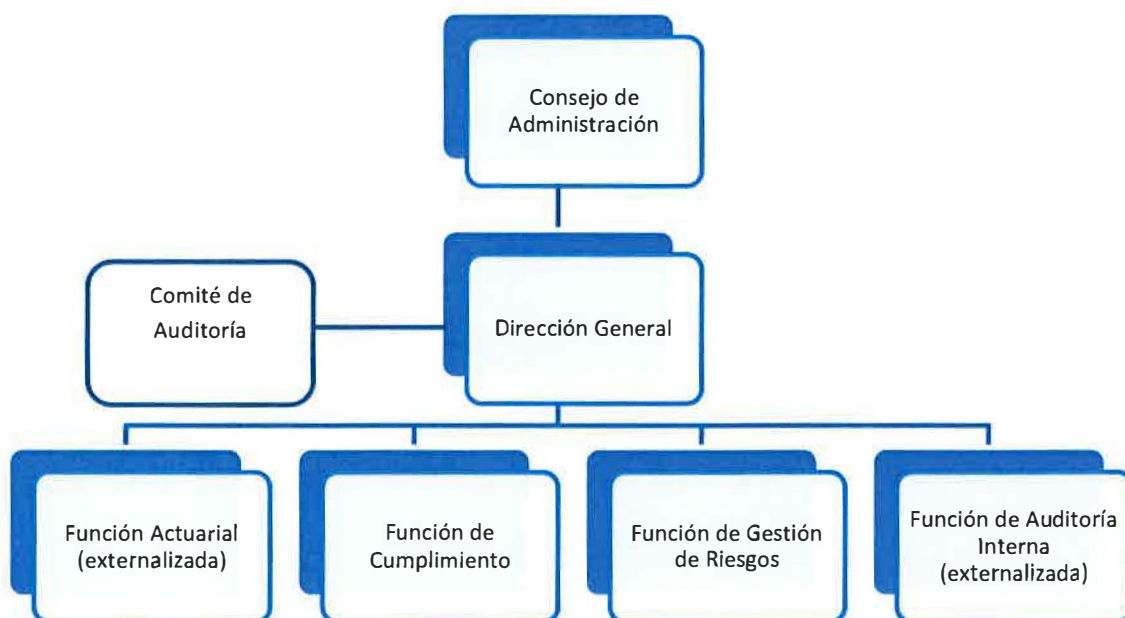 Consejo de
Administración
Comité de
Auditoría
Dirección General
Función Actuarial
(externalizada)
Función de
Cumplimiento
Función de Gestión
de Riesgos
Función de Auditoría
Interna
(externalizada)